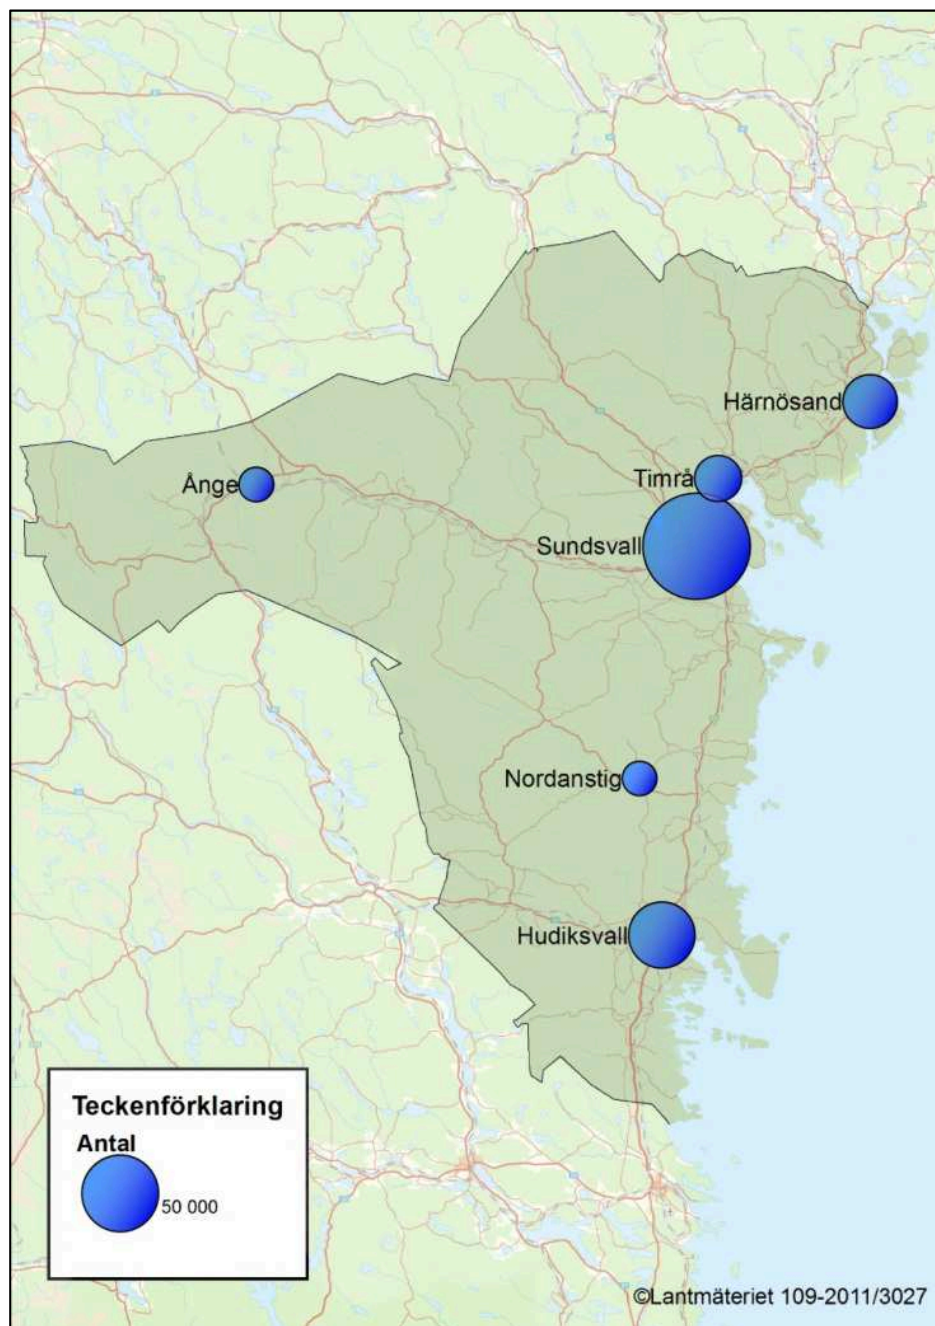 Härnösand
Timrå
Ånge
Sundsvall
Nordanstig
Hudiksvall
Teckenförklaring
Antal
50 000
©Lantmäteriet 109-2011/3027